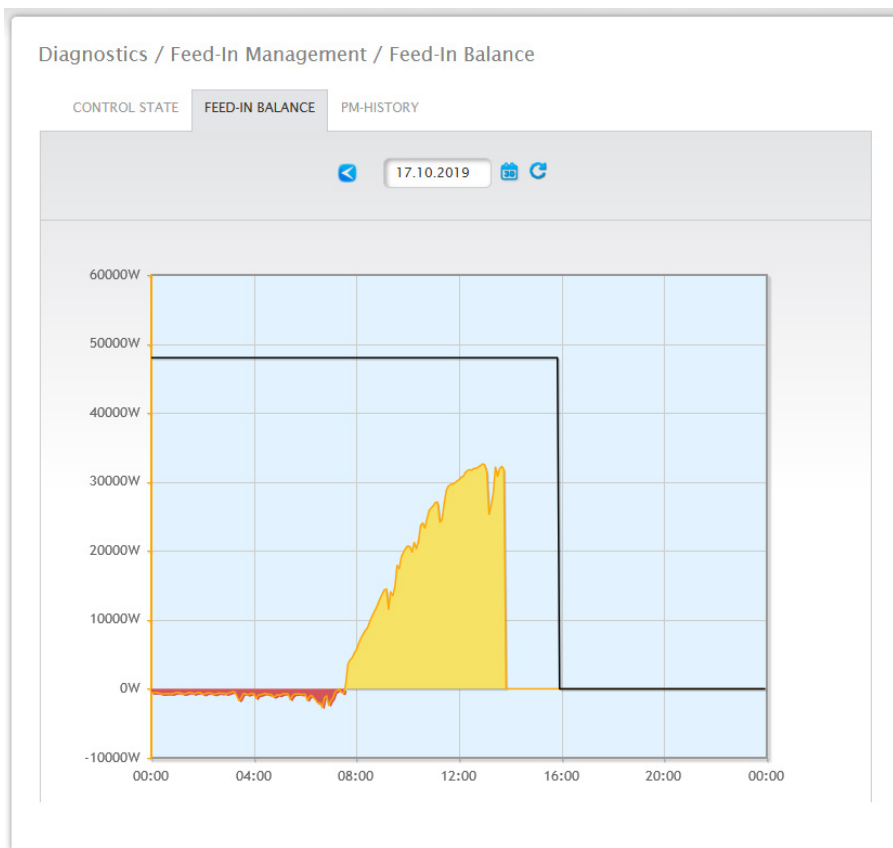 Diagnostics / Feed-In Management / Feed-In Balance
CONTROL STATE FEED-IN BALANCE PM-HISTORY
17.10.2019 30
60000W
50000W
40000W
30000W
20000W
10000W
0W
-10000W
00:00 04:00 08:00 12:00 16:00 20:00 00:00